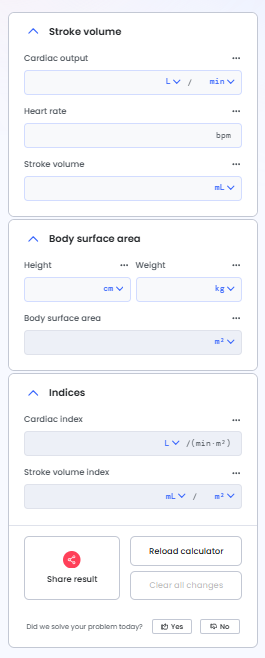 Stroke volume
Cardiac output ...
L / min
Heart rate ...
bpm
Stroke volume ...
mL
Body surface area
Height ... Weight ...
cm kg
Body surface area ...
m²
Indices
Cardiac index ...
L /(min·m²)
Stroke volume index ...
mL / m²
Share result
Reload calculator
Clear all changes
Did we solve your problem today? Yes No